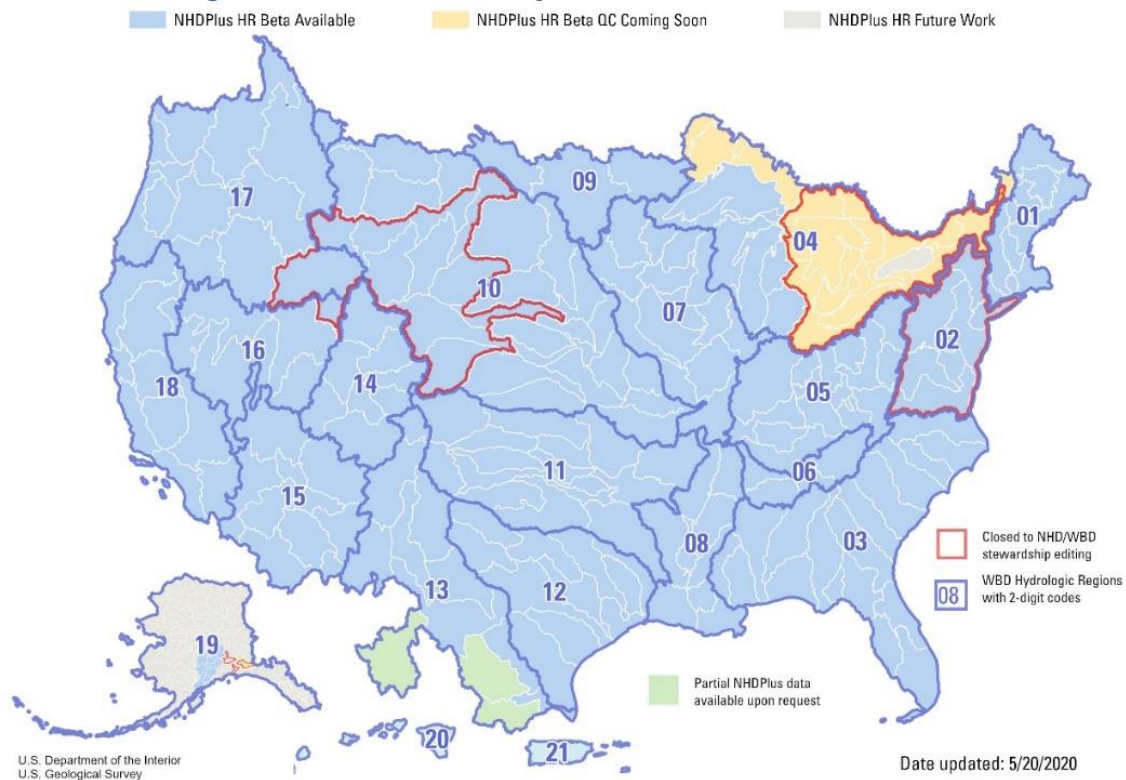 NHDPlus HR Beta Available
NHDPlus HR Beta QC Coming Soon
NHDPlus HR Future Work
17
09
01
04
10
07
02
16
18
14
05
11
06
15
08
03
12
13
Closed to NHD/WBD
stewardship editing
08
WBD Hydrologic Regions
with 2-digit codes
19
Partial NHDPlus data
available upon request
20
21
U.S. Department of the Interior
U.S. Geological Survey
Date updated: 5/20/2020